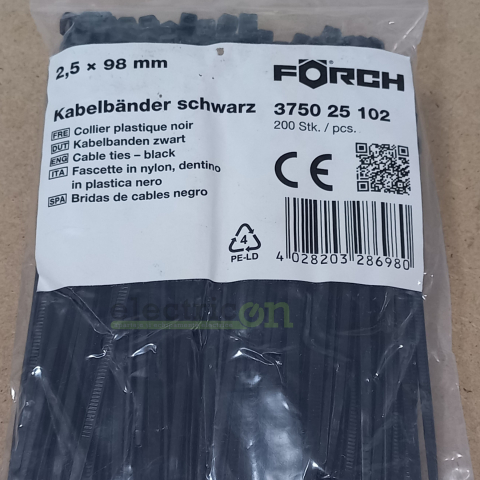 2,5 × 98 mm
FÖRCH
Kabelbänder schwarz
3750 25 102
200 Stk. / pcs.
FRE Collier plastique noir
DUT Kabelbanden zwart
ENG Cable ties – black
ITA Fascette in nylon, dentino
in plastica nero
SPA Bridas de cables negro
CE
4
PE-LD
4 028203 286980
electricon